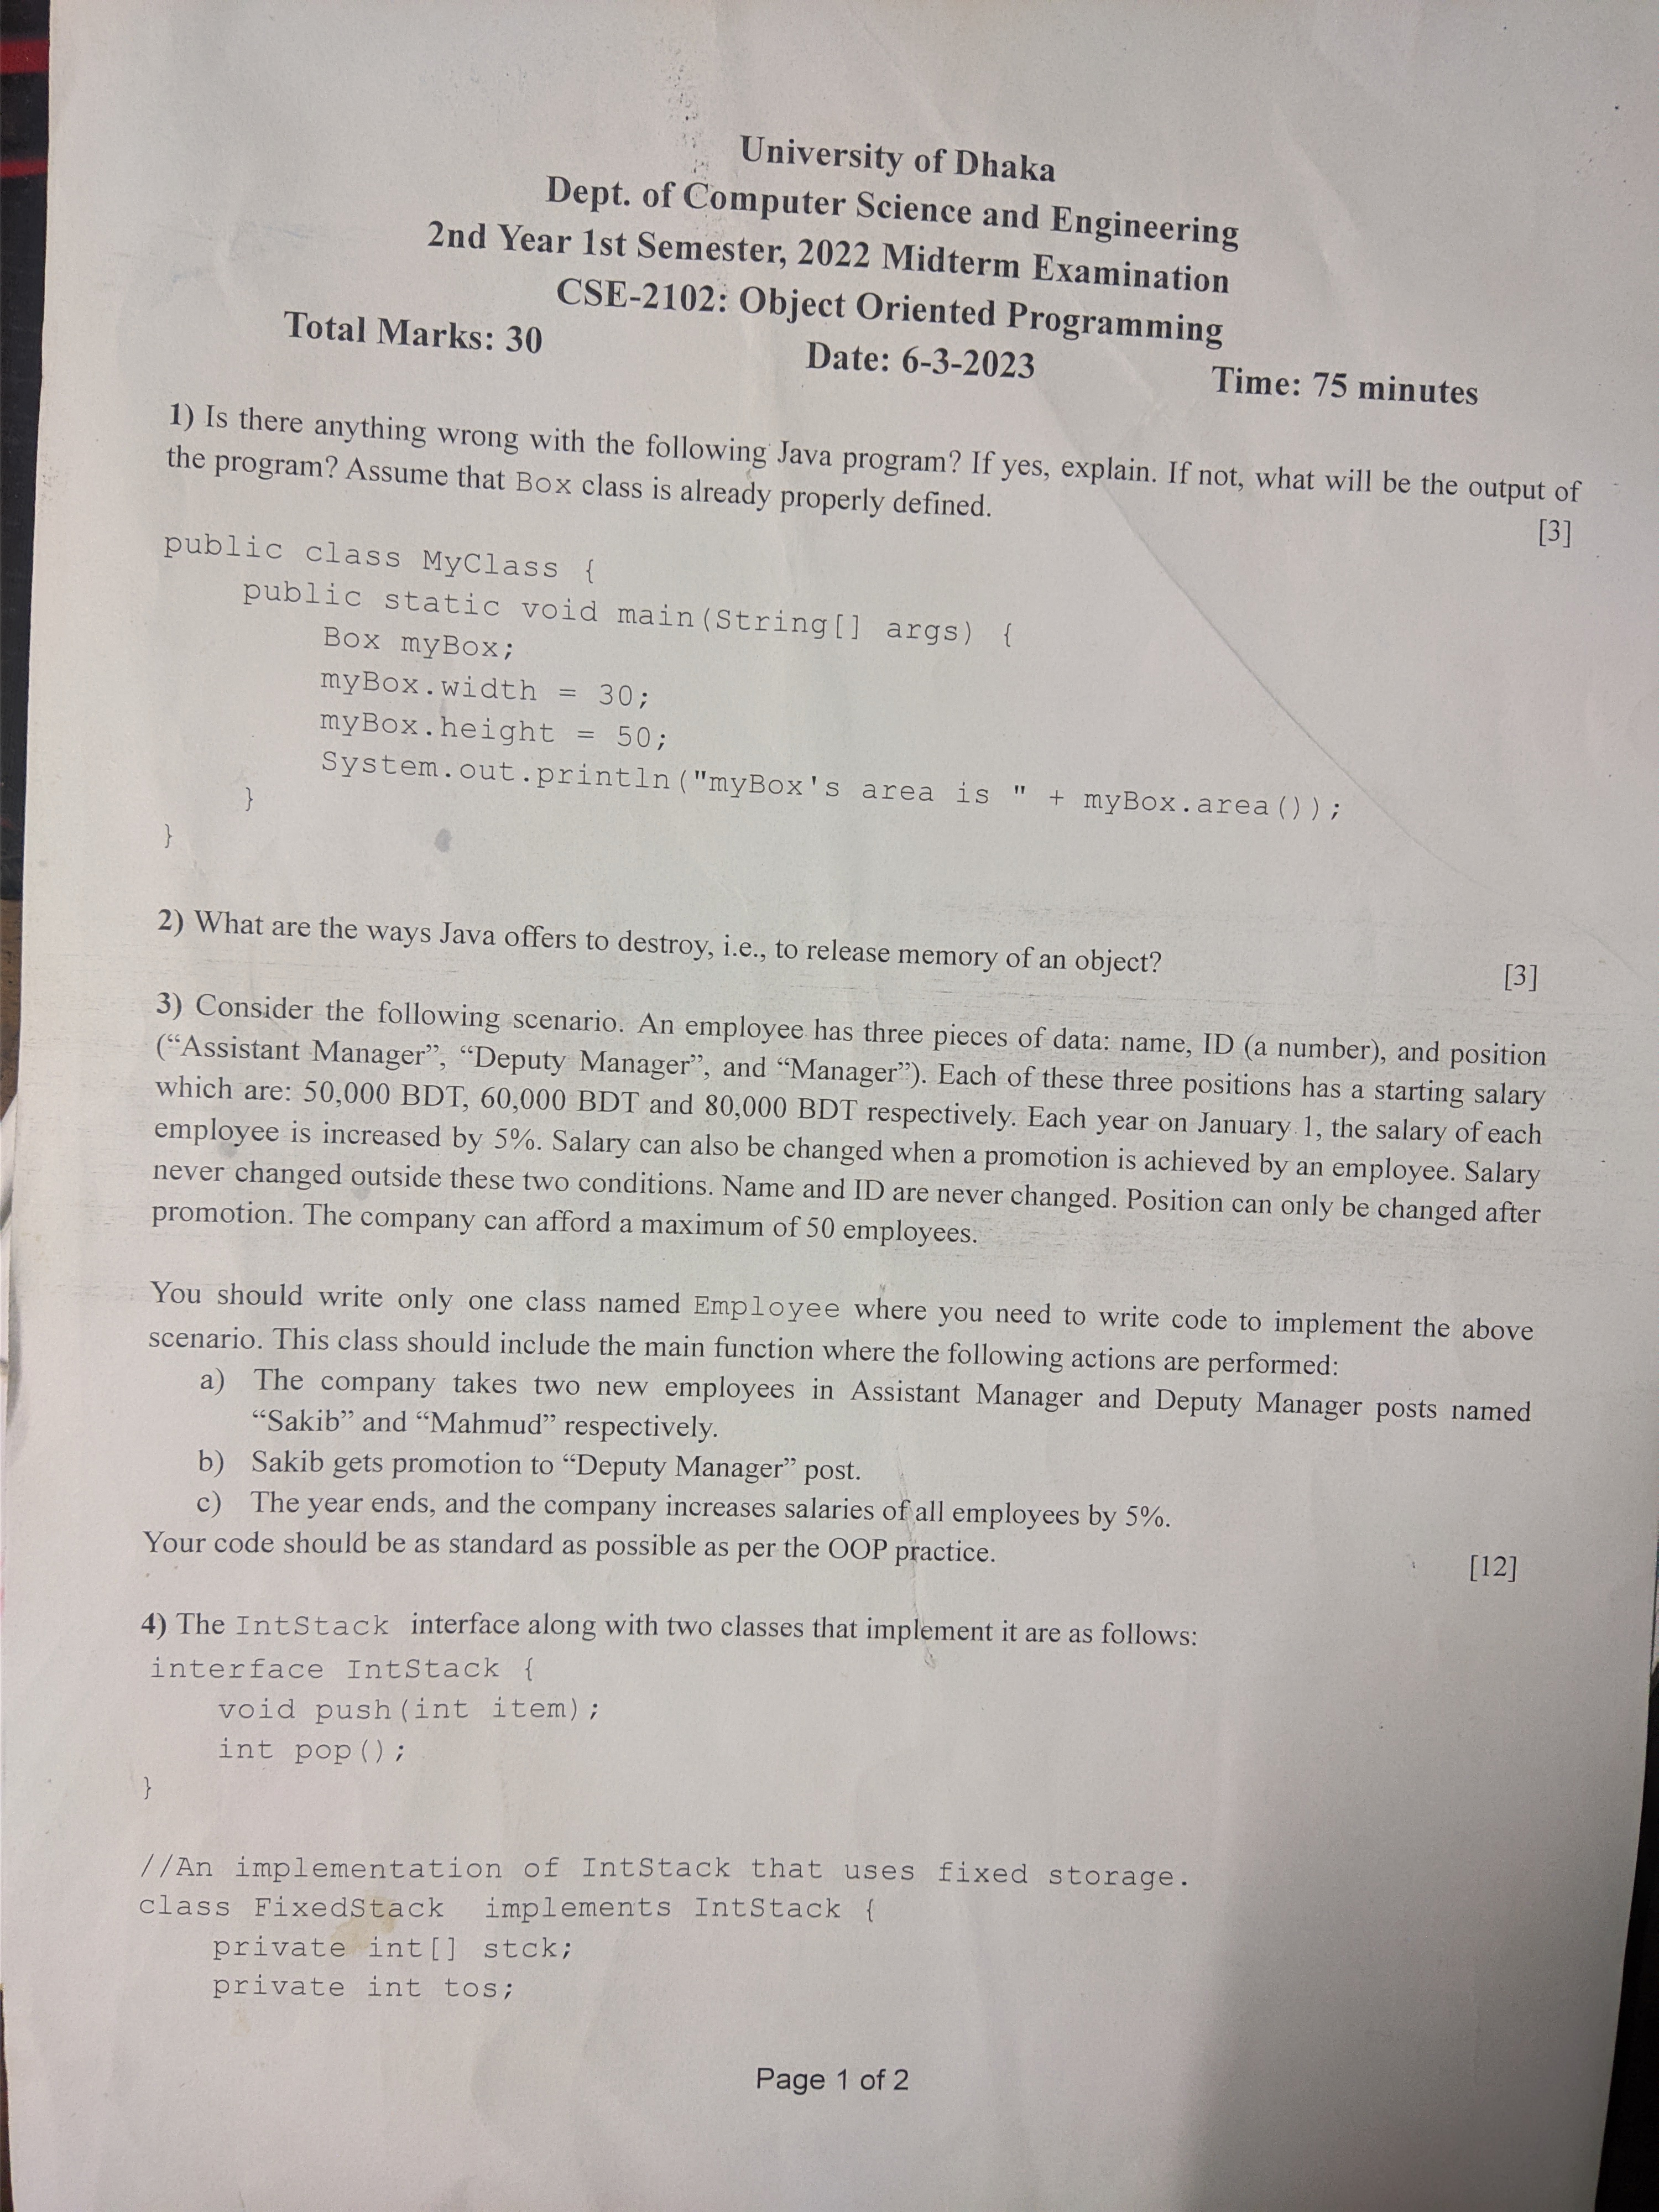 University of Dhaka
Dept. of Computer Science and Engineering
2nd Year 1st Semester, 2022 Midterm Examination
CSE-2102: Object Oriented Programming
Total Marks: 30 Date: 6-3-2023 Time: 75 minutes
1) Is there anything wrong with the following Java program? If yes, explain. If not, what will be the output of
the program? Assume that Box class is already properly defined. [3]
public class MyClass {
    public static void main(String[] args) {
        Box myBox;
        myBox.width = 30;
        myBox.height = 50;
        System.out.println("myBox's area is " + myBox.area());
    }
}
2) What are the ways Java offers to destroy, i.e., to release memory of an object? [3]
3) Consider the following scenario. An employee has three pieces of data: name, ID (a number), and position
(“Assistant Manager”, “Deputy Manager”, and “Manager”). Each of these three positions has a starting salary
which are: 50,000 BDT, 60,000 BDT and 80,000 BDT respectively. Each year on January 1, the salary of each
employee is increased by 5%. Salary can also be changed when a promotion is achieved by an employee. Salary
never changed outside these two conditions. Name and ID are never changed. Position can only be changed after
promotion. The company can afford a maximum of 50 employees.
You should write only one class named Employee where you need to write code to implement the above
scenario. This class should include the main function where the following actions are performed:
a) The company takes two new employees in Assistant Manager and Deputy Manager posts named
“Sakib” and “Mahmud” respectively.
b) Sakib gets promotion to “Deputy Manager” post.
c) The year ends, and the company increases salaries of all employees by 5%.
Your code should be as standard as possible as per the OOP practice. [12]
4) The IntStack interface along with two classes that implement it are as follows:
interface IntStack {
    void push(int item);
    int pop();
}
//An implementation of IntStack that uses fixed storage.
class FixedStack implements IntStack {
    private int[] stck;
    private int tos;
Page 1 of 2